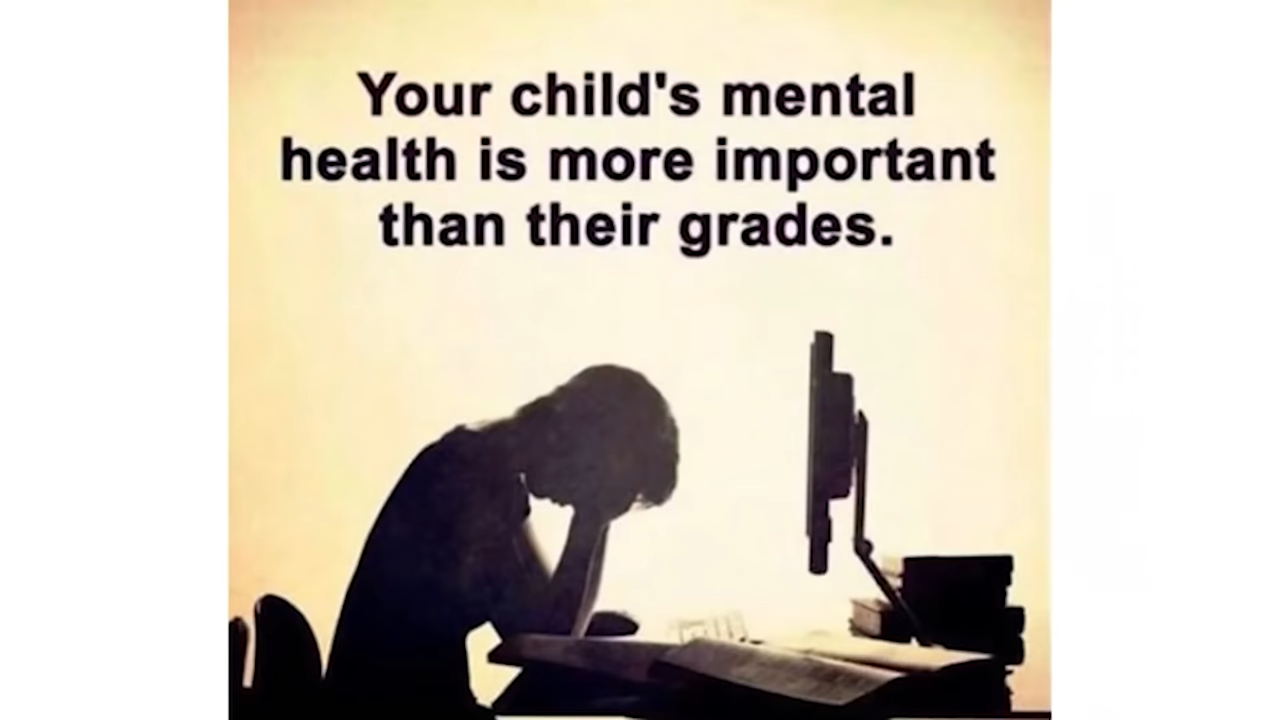 Your child's mental
health is more important
than their grades.